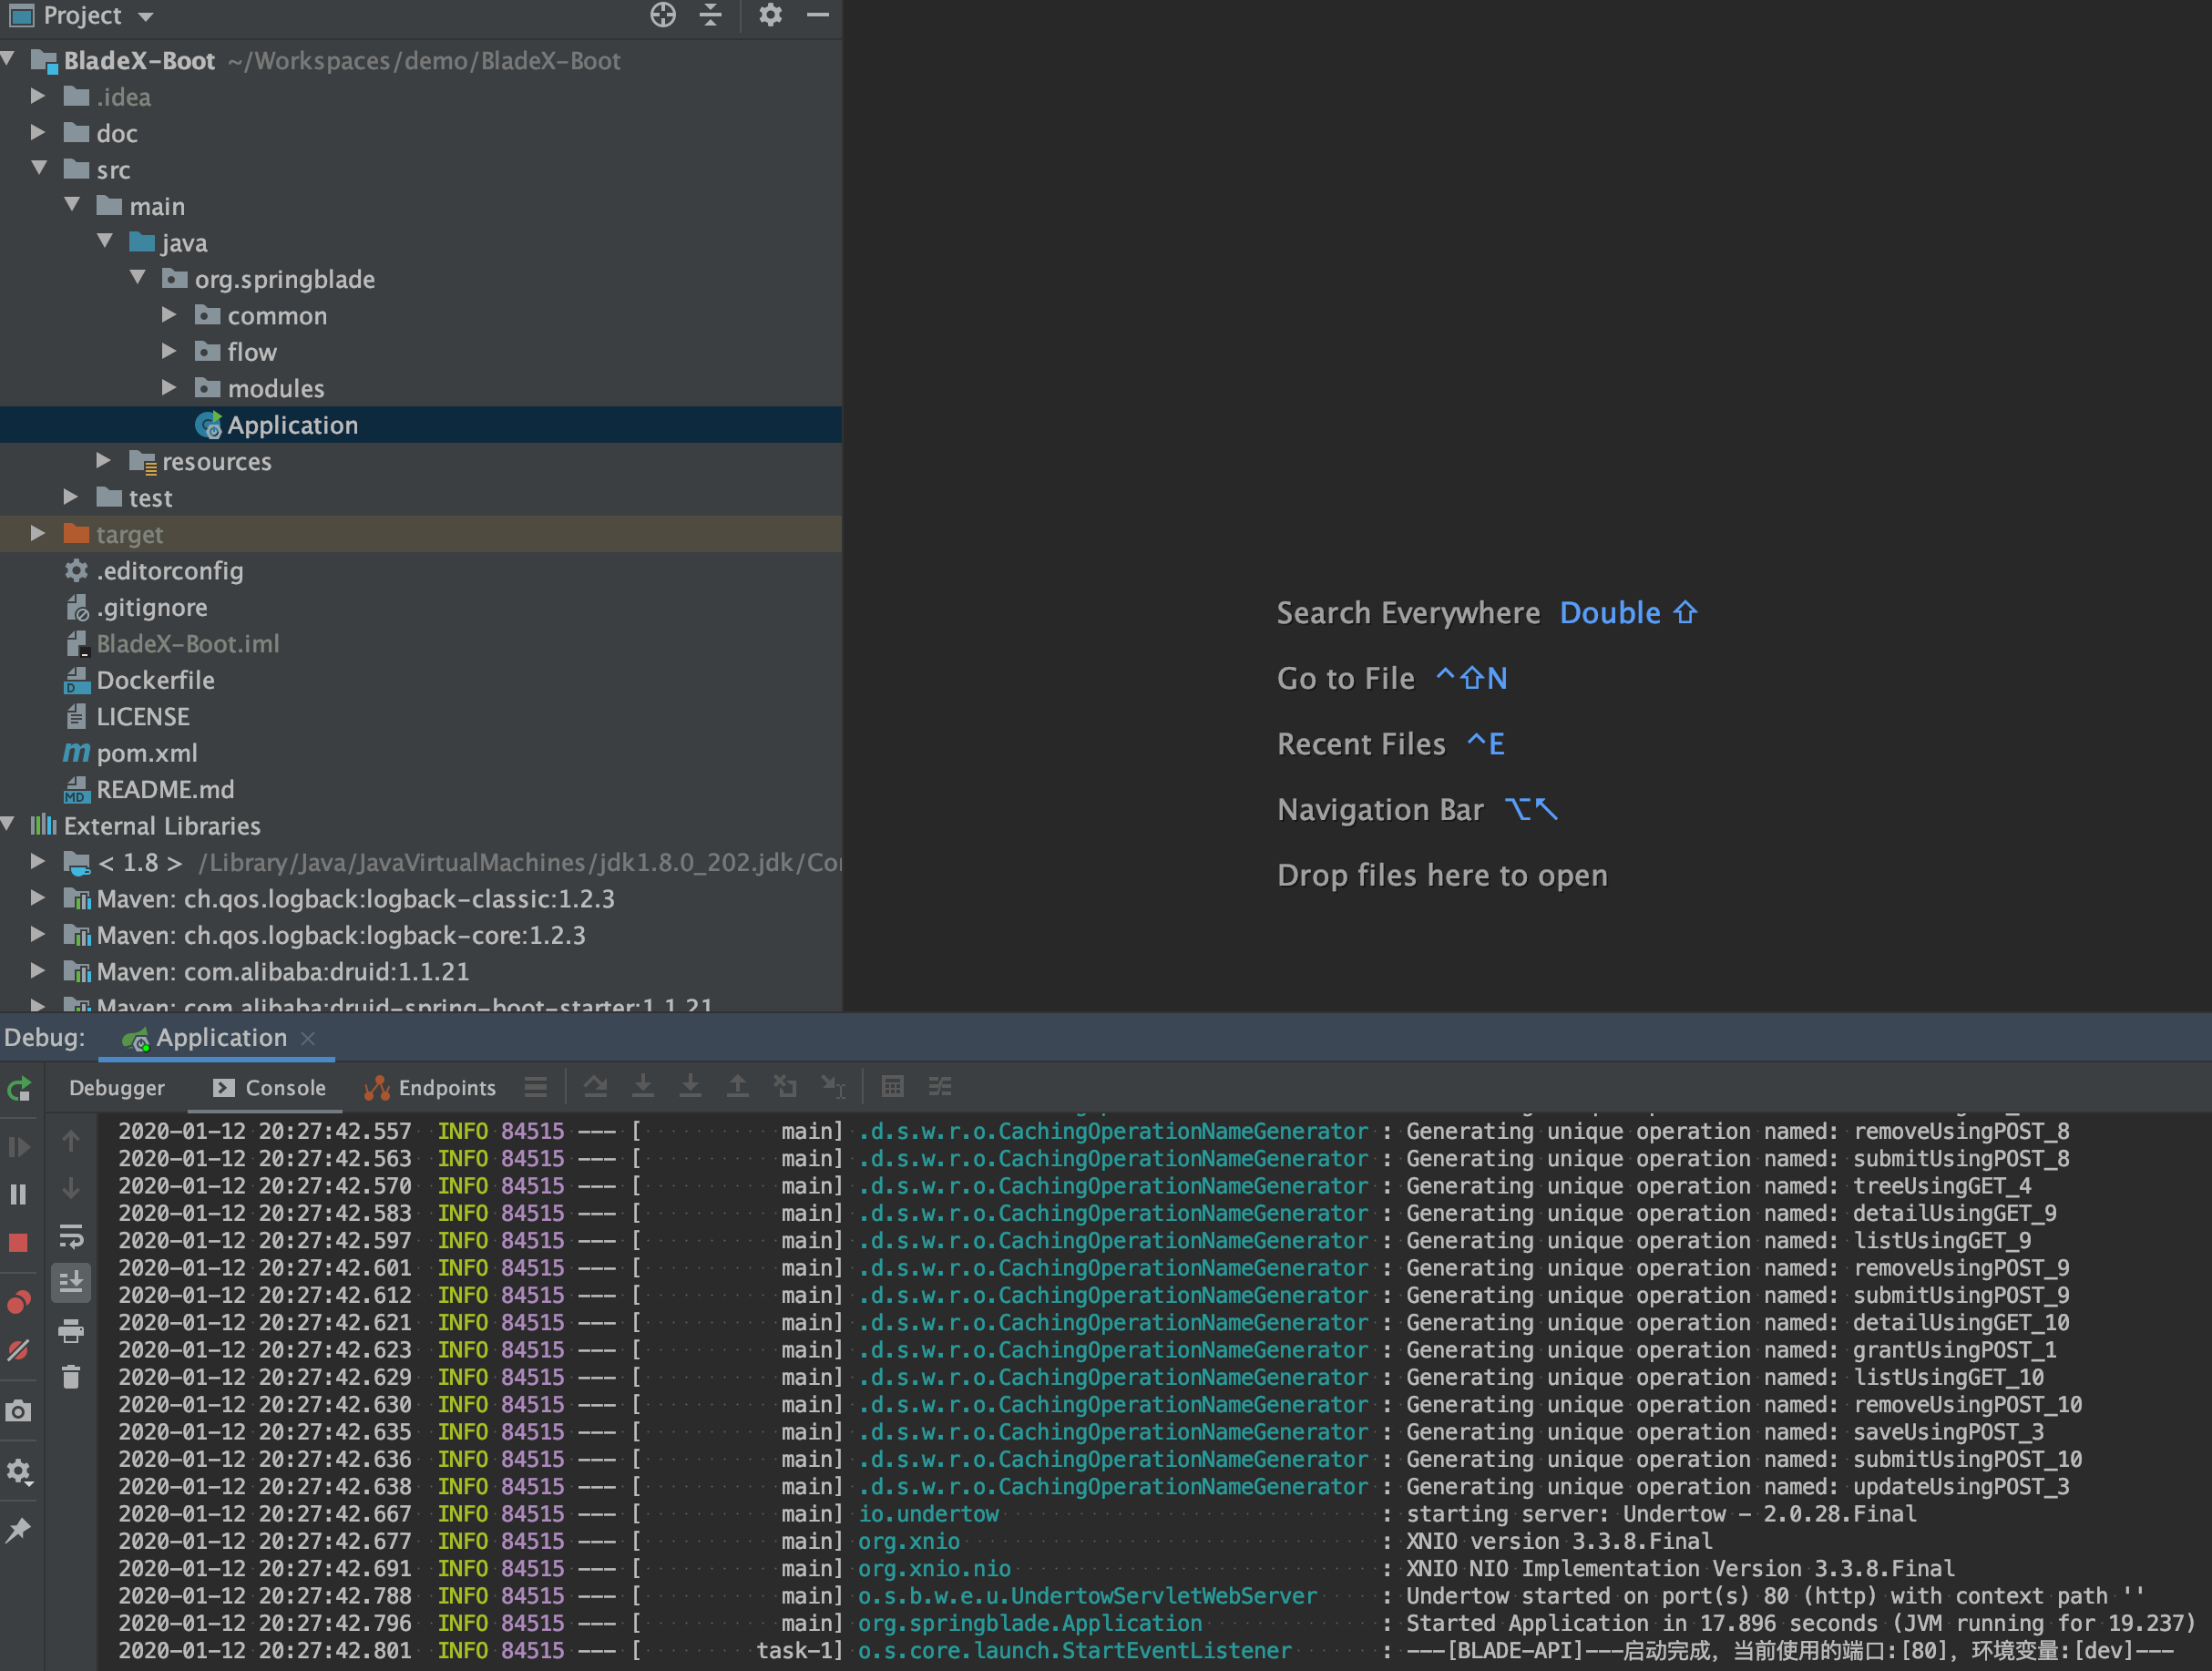 Project
BladeX-Boot ~/Workspaces/demo/BladeX-Boot
.idea
doc
src
main
java
org.springblade
common
flow
modules
Application
resources
test
target
.editorconfig
.gitignore
BladeX-Boot.iml
Dockerfile
LICENSE
pom.xml
README.md
External Libraries
< 1.8 > /Library/Java/JavaVirtualMachines/jdk1.8.0_202.jdk/Co
Maven: ch.qos.logback:logback-classic:1.2.3
Maven: ch.qos.logback:logback-core:1.2.3
Maven: com.alibaba:druid:1.1.21
Maven: com.alibaba:druid-spring-boot-starter:1.1.21
Search Everywhere Double ⇧
Go to File ^⇧N
Recent Files ^E
Navigation Bar ⌥↖
Drop files here to open
Debug: Application
Debugger Console Endpoints
2020-01-12 20:27:42.557 INFO 84515 --- [ main] .d.s.w.r.o.CachingOperationNameGenerator : Generating unique operation named: removeUsingPOST_8
2020-01-12 20:27:42.563 INFO 84515 --- [ main] .d.s.w.r.o.CachingOperationNameGenerator : Generating unique operation named: submitUsingPOST_8
2020-01-12 20:27:42.570 INFO 84515 --- [ main] .d.s.w.r.o.CachingOperationNameGenerator : Generating unique operation named: treeUsingGET_4
2020-01-12 20:27:42.583 INFO 84515 --- [ main] .d.s.w.r.o.CachingOperationNameGenerator : Generating unique operation named: detailUsingGET_9
2020-01-12 20:27:42.597 INFO 84515 --- [ main] .d.s.w.r.o.CachingOperationNameGenerator : Generating unique operation named: listUsingGET_9
2020-01-12 20:27:42.601 INFO 84515 --- [ main] .d.s.w.r.o.CachingOperationNameGenerator : Generating unique operation named: removeUsingPOST_9
2020-01-12 20:27:42.612 INFO 84515 --- [ main] .d.s.w.r.o.CachingOperationNameGenerator : Generating unique operation named: submitUsingPOST_9
2020-01-12 20:27:42.621 INFO 84515 --- [ main] .d.s.w.r.o.CachingOperationNameGenerator : Generating unique operation named: detailUsingGET_10
2020-01-12 20:27:42.623 INFO 84515 --- [ main] .d.s.w.r.o.CachingOperationNameGenerator : Generating unique operation named: grantUsingPOST_1
2020-01-12 20:27:42.629 INFO 84515 --- [ main] .d.s.w.r.o.CachingOperationNameGenerator : Generating unique operation named: listUsingGET_10
2020-01-12 20:27:42.630 INFO 84515 --- [ main] .d.s.w.r.o.CachingOperationNameGenerator : Generating unique operation named: removeUsingPOST_10
2020-01-12 20:27:42.635 INFO 84515 --- [ main] .d.s.w.r.o.CachingOperationNameGenerator : Generating unique operation named: saveUsingPOST_3
2020-01-12 20:27:42.636 INFO 84515 --- [ main] .d.s.w.r.o.CachingOperationNameGenerator : Generating unique operation named: submitUsingPOST_10
2020-01-12 20:27:42.638 INFO 84515 --- [ main] .d.s.w.r.o.CachingOperationNameGenerator : Generating unique operation named: updateUsingPOST_3
2020-01-12 20:27:42.667 INFO 84515 --- [ main] io.undertow : starting server: Undertow - 2.0.28.Final
2020-01-12 20:27:42.677 INFO 84515 --- [ main] org.xnio : XNIO version 3.3.8.Final
2020-01-12 20:27:42.691 INFO 84515 --- [ main] org.xnio.nio : XNIO NIO Implementation Version 3.3.8.Final
2020-01-12 20:27:42.788 INFO 84515 --- [ main] o.s.b.w.e.u.UndertowServletWebServer : Undertow started on port(s) 80 (http) with context path ''
2020-01-12 20:27:42.796 INFO 84515 --- [ main] org.springblade.Application : Started Application in 17.896 seconds (JVM running for 19.237)
2020-01-12 20:27:42.801 INFO 84515 --- [ task-1] o.s.core.launch.StartEventListener : ---[BLADE-API]---启动完成，当前使用的端口:[80]，环境变量:[dev]---